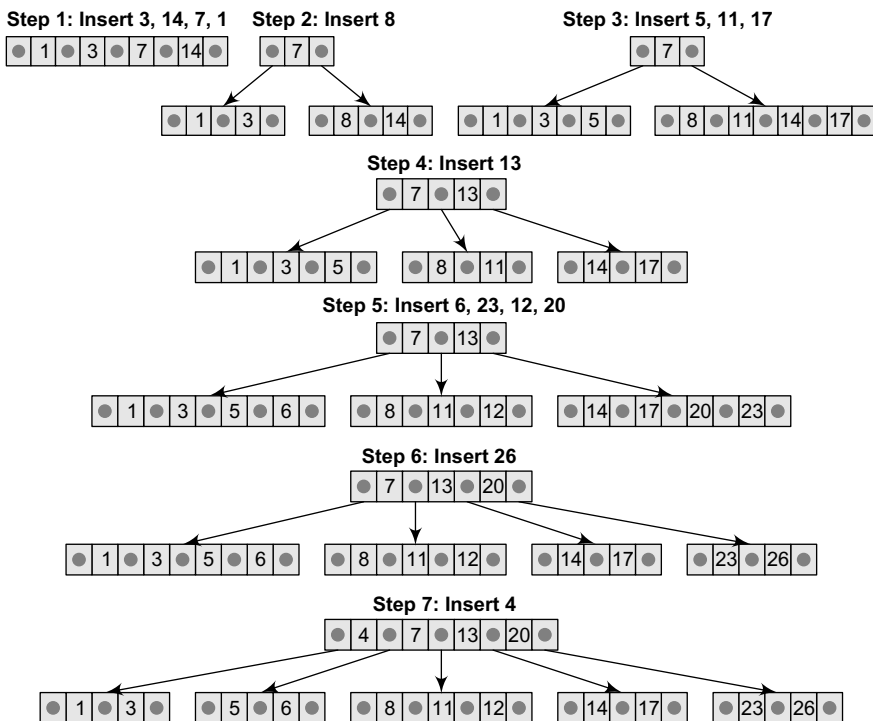 Step 1: Insert 3, 14, 7, 1
1 3 7 14
Step 2: Insert 8
7
1 3
8 14
Step 3: Insert 5, 11, 17
7
1 3 5
8 11 14 17
Step 4: Insert 13
7 13
1 3 5
8 11
14 17
Step 5: Insert 6, 23, 12, 20
7 13
1 3 5 6
8 11 12
14 17 20 23
Step 6: Insert 26
7 13 20
1 3 5 6
8 11 12
14 17
23 26
Step 7: Insert 4
4 7 13 20
1 3
5 6
8 11 12
14 17
23 26